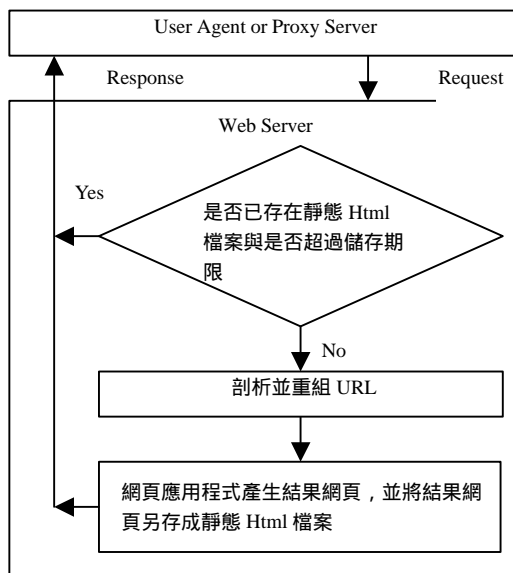 User Agent or Proxy Server
Response
Request
Web Server
Yes
是否已存在靜態 Html
檔案與是否超過儲存期
限
No
剖析並重組 URL
網頁應用程式產生結果網頁，並將結果網
頁另存成靜態 Html 檔案